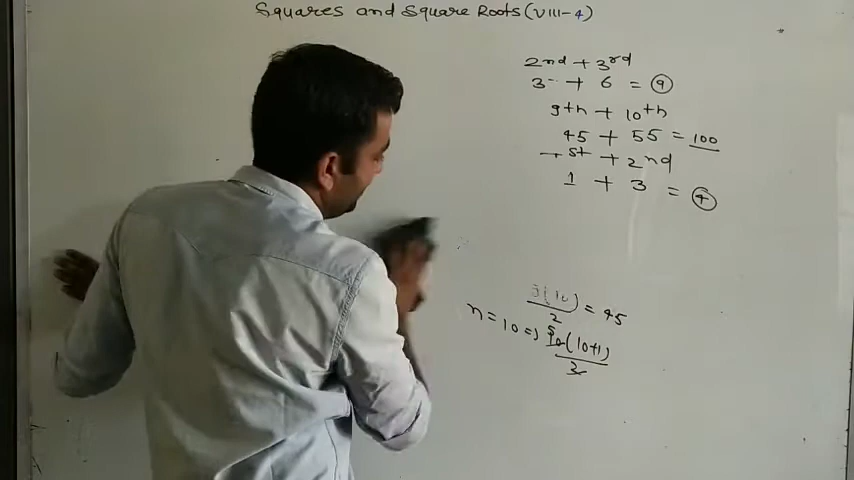 Squares and Square Roots (VIII-4)
2nd + 3rd
3 + 6 = 9
9th + 10th
45 + 55 = 100
1st + 2nd
1 + 3 = 4
9(10)/2 = 45
n = 10 => 10(10+1)/2